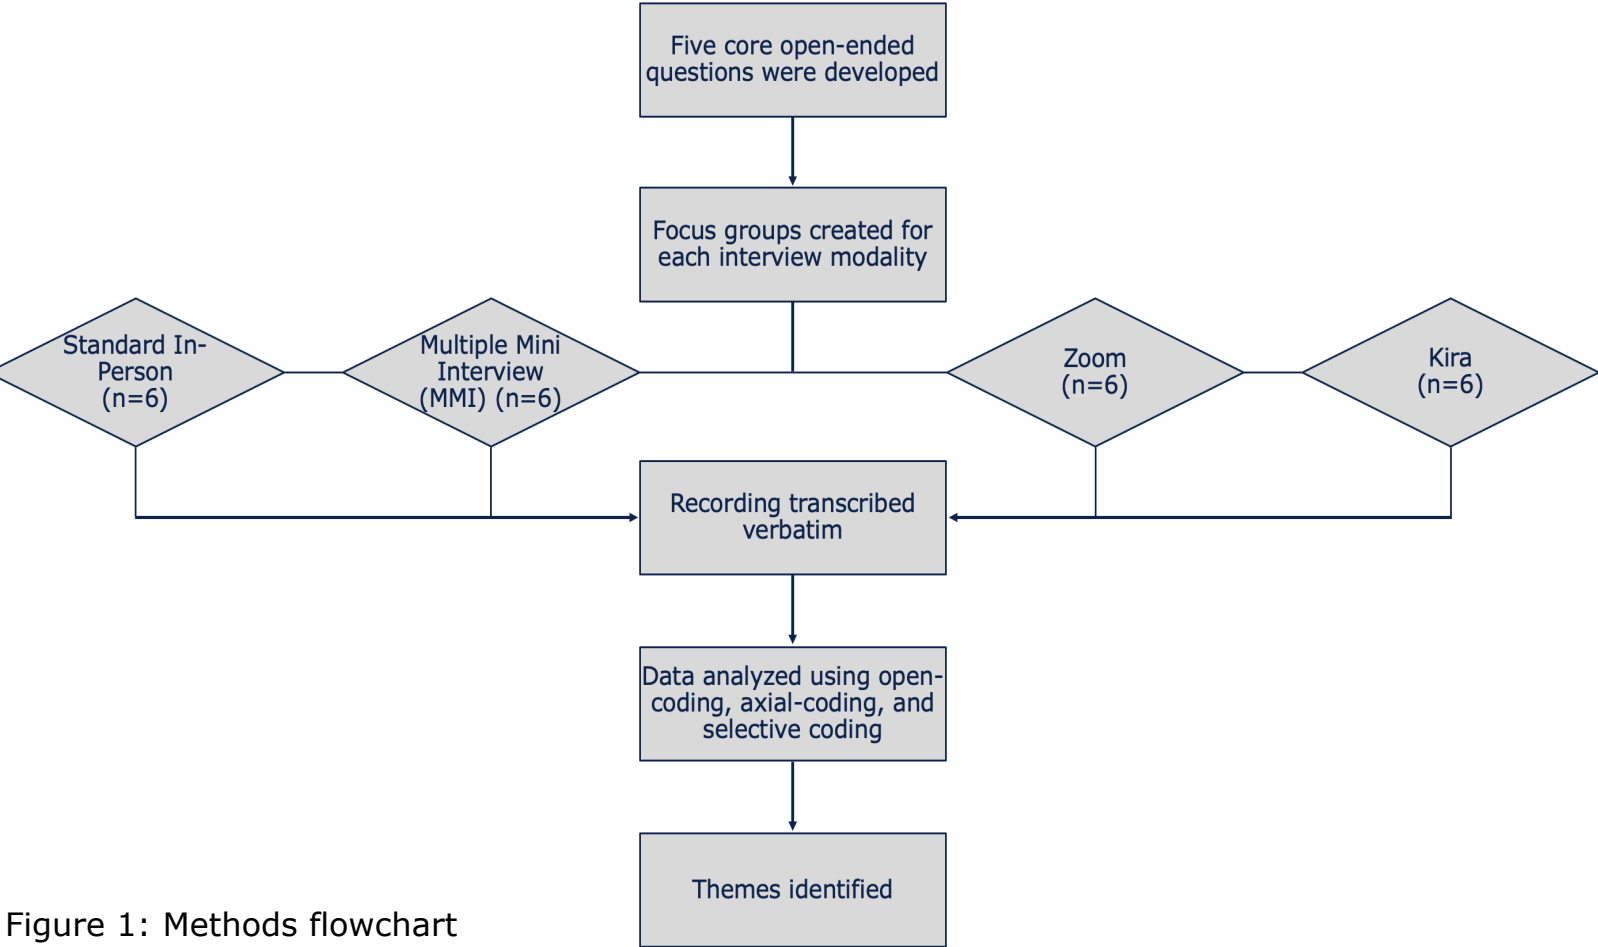 Five core open-ended
questions were developed
Focus groups created for
each interview modality
Standard In-
Person
(n=6)
Multiple Mini
Interview
(MMI) (n=6)
Zoom
(n=6)
Kira
(n=6)
Recording transcribed
verbatim
Data analyzed using open-
coding, axial-coding, and
selective coding
Themes identified
Figure 1: Methods flowchart